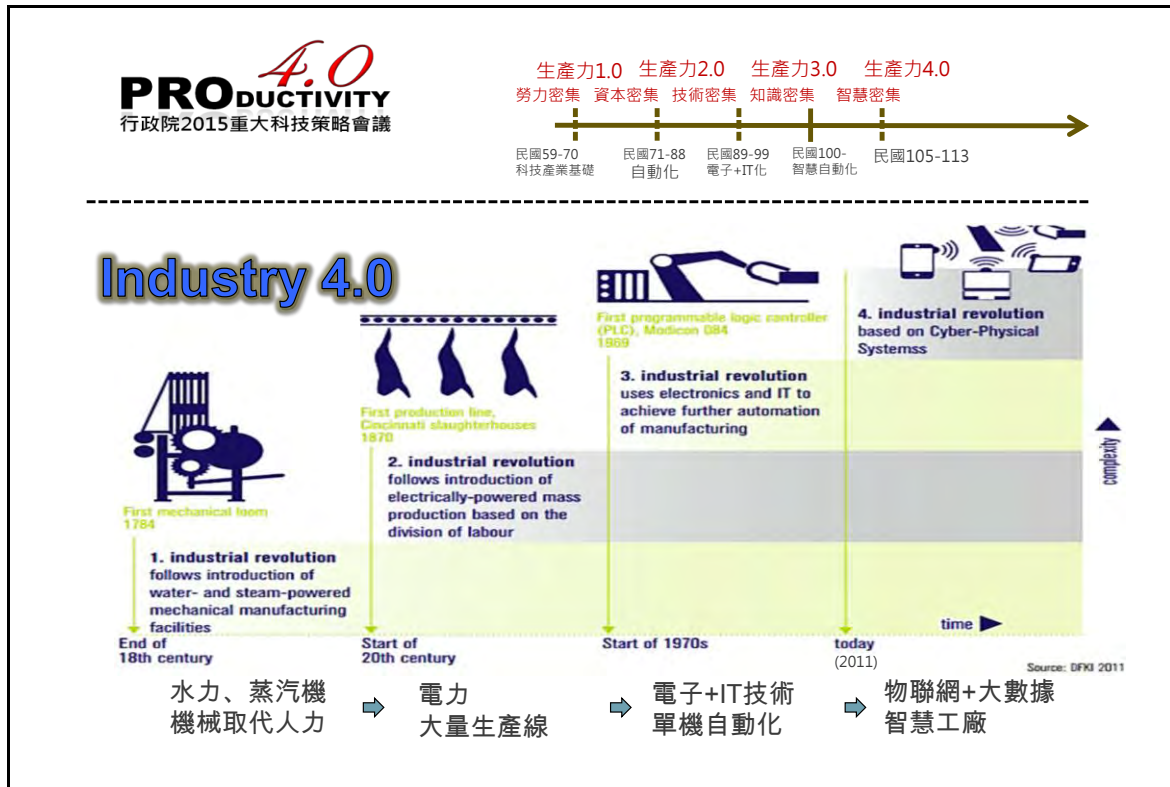 4.0
PRODUCTIVITY
行政院2015重大科技策略會議
生產力1.0 生產力2.0 生產力3.0 生產力4.0
勞力密集 資本密集 技術密集 知識密集 智慧密集
民國59-70
科技產業基礎
民國71-88
自動化
民國89-99
電子+IT化
民國100-
智慧自動化
民國105-113
Industry 4.0
First mechanical loom
1784
1. industrial revolution
follows introduction of
water- and steam-powered
mechanical manufacturing
facilities
End of
18th century
First production line,
Cincinnati slaughterhouses
1870
2. industrial revolution
follows introduction of
electrically-powered mass
production based on the
division of labour
Start of
20th century
First programmable logic controller
(PLC), Modicon 084
1969
3. industrial revolution
uses electronics and IT to
achieve further automation
of manufacturing
Start of 1970s
4. industrial revolution
based on Cyber-Physical
Systemss
today
(2011)
time
complexity
Source: DFKI 2011
水力、蒸汽機
機械取代人力
電力
大量生產線
電子+IT技術
單機自動化
物聯網+大數據
智慧工廠